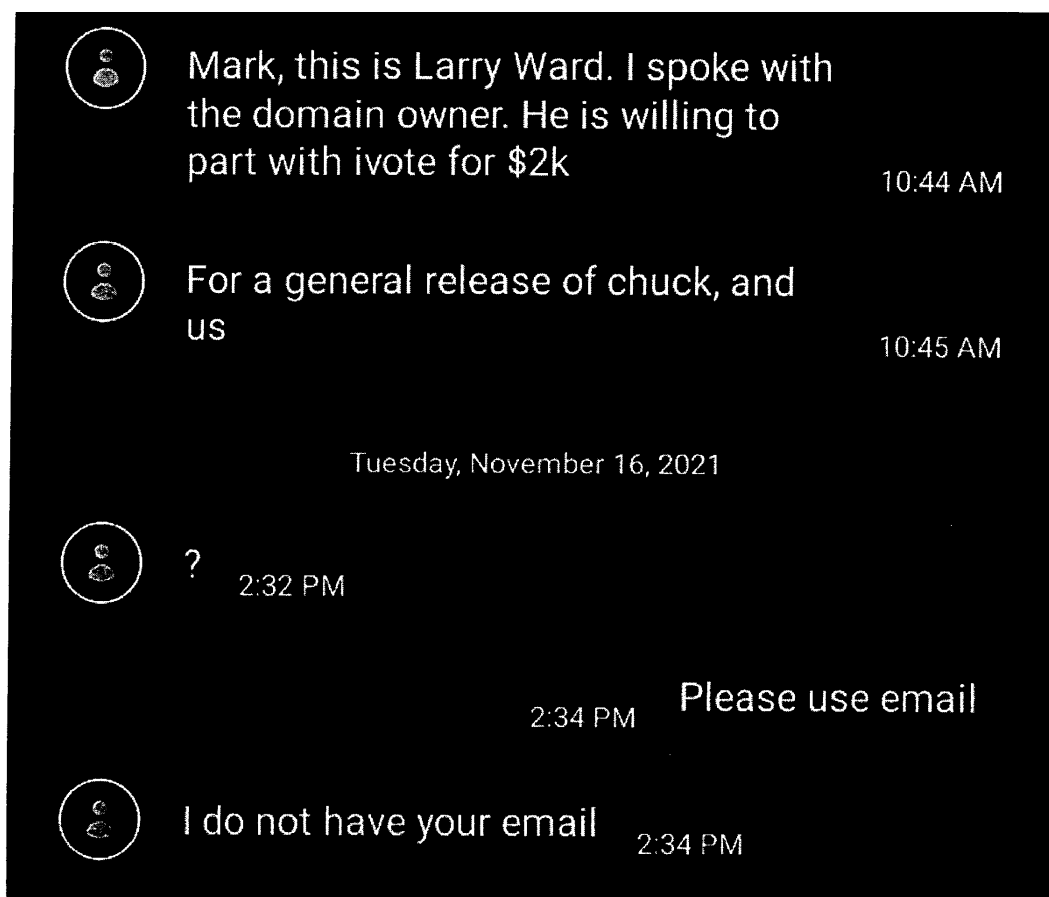 Mark, this is Larry Ward. I spoke with
the domain owner. He is willing to
part with ivote for $2k
10:44 AM
For a general release of chuck, and
us
10:45 AM
Tuesday, November 16, 2021
?
2:32 PM
Please use email
2:34 PM
I do not have your email
2:34 PM